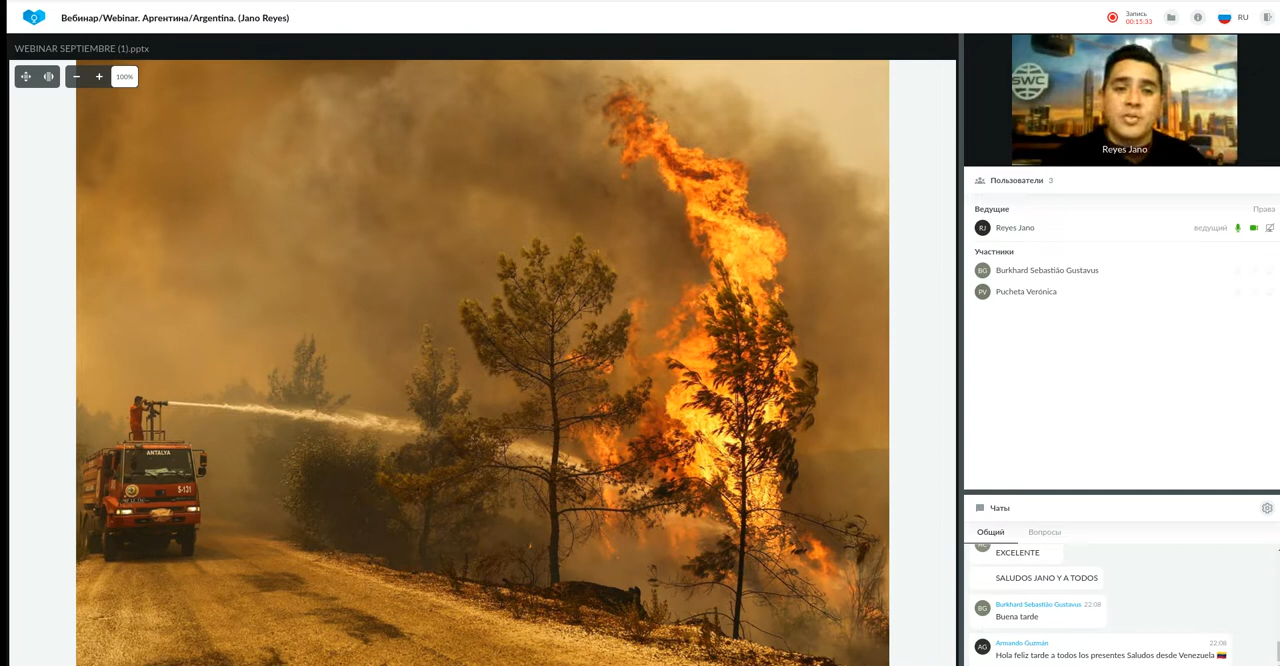 Вебинар/Webinar. Аргентина/Argentina. (Jano Reyes)
Запись
00:15:33
RU
WEBINAR SEPTIEMBRE (1).pptx
100%
ANTALYA
S-131
SWC
Reyes Jano
Пользователи 3
Ведущие Права
RJ Reyes Jano ведущий
Участники
BG Burkhard Sebastião Gustavus
PV Pucheta Verónica
Чаты
Общий Вопросы
EXCELENTE
SALUDOS JANO Y A TODOS
BG Burkhard Sebastião Gustavus 22:08
Buena tarde
AG Armando Guzmán 22:08
Hola feliz tarde a todos los presentes Saludos desde Venezuela 🇻🇪